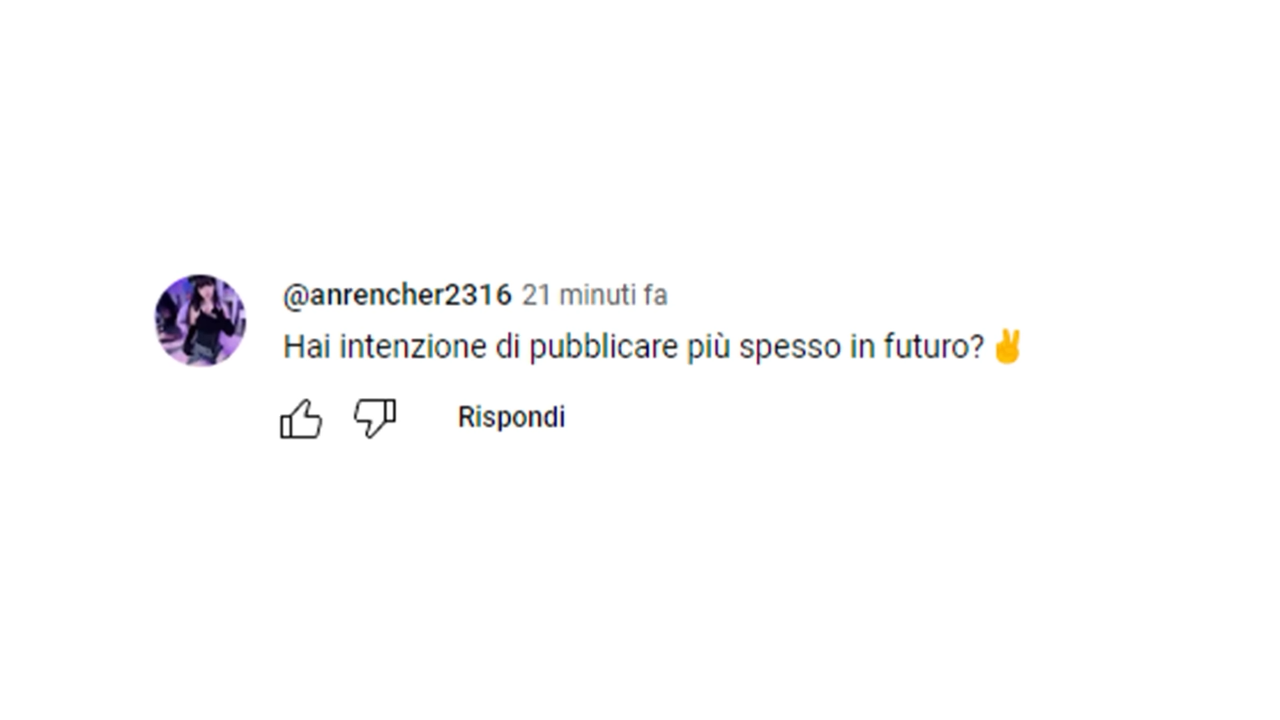 @anrencher2316 21 minuti fa
Hai intenzione di pubblicare più spesso in futuro?✌️
Rispondi